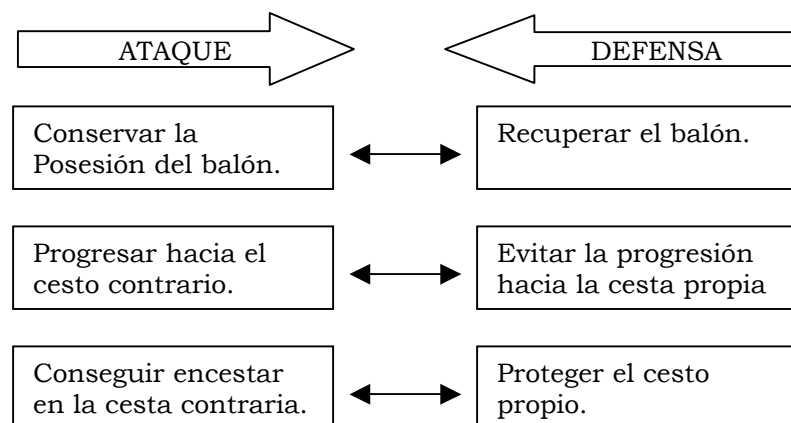 ATAQUE
DEFENSA
Conservar la
Posesión del balón.
Recuperar el balón.
Progresar hacia el
cesto contrario.
Evitar la progresión
hacia la cesta propia
Conseguir encestar
en la cesta contraria.
Proteger el cesto
propio.